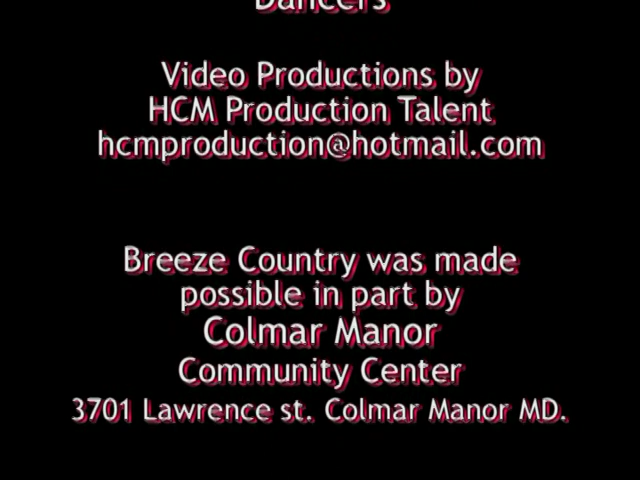 Dancers
Video Productions by
HCM Production Talent
hcmproduction@hotmail.com
Breeze Country was made
possible in part by
Colmar Manor
Community Center
3701 Lawrence st. Colmar Manor MD.